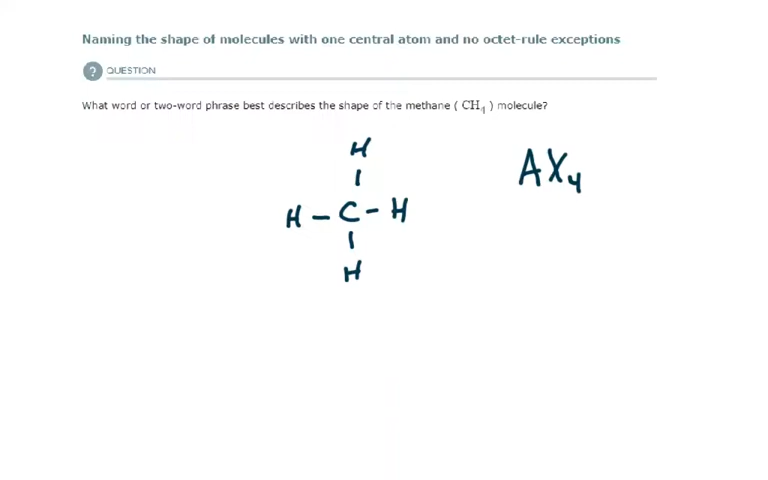 Naming the shape of molecules with one central atom and no octet-rule exceptions
? QUESTION
What word or two-word phrase best describes the shape of the methane ( CH₄ ) molecule?
H
AX₄
H – C – H
H